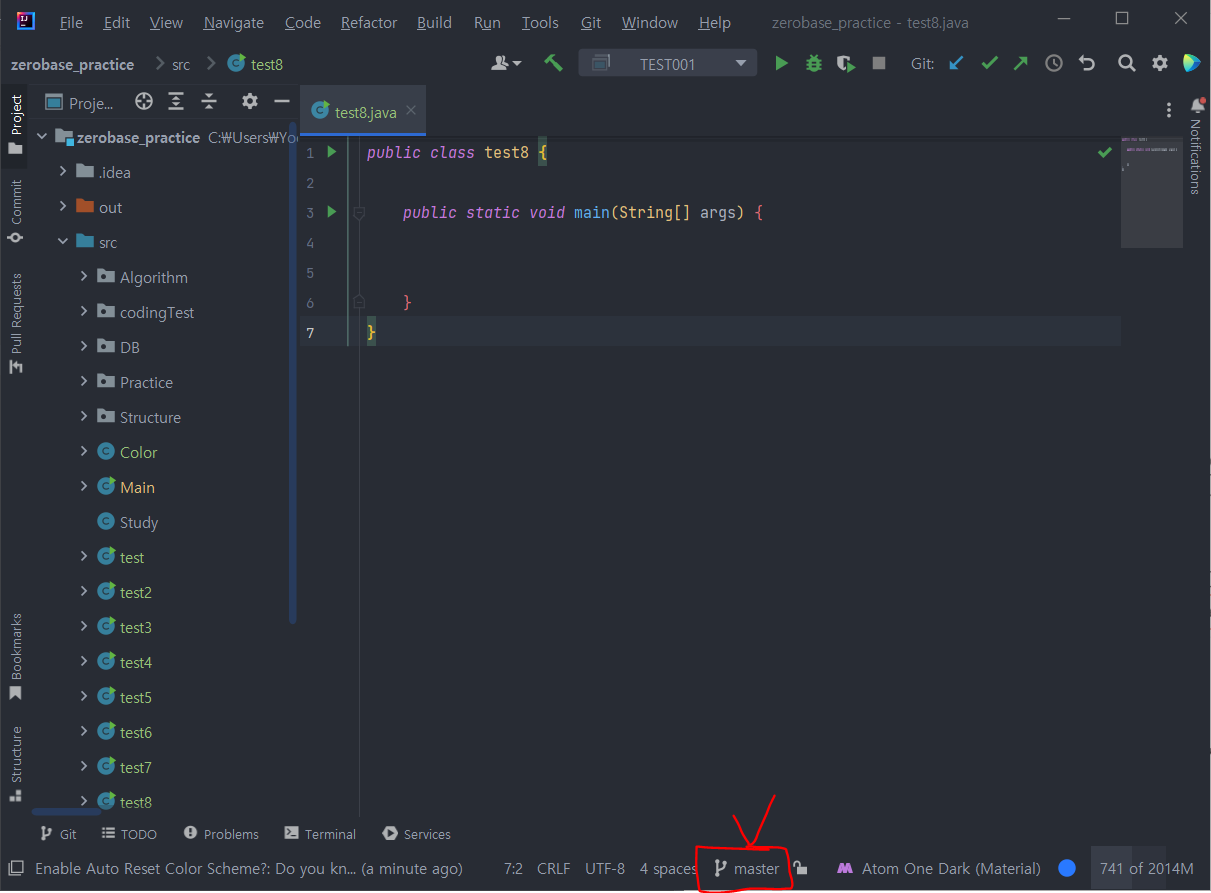 File Edit View Navigate Code Refactor Build Run Tools Git Window Help zerobase_practice - test8.java
zerobase_practice src test8 TEST001 Git:
Project
Commit
Pull Requests
Bookmarks
Structure
Proje...
zerobase_practice C:₩Users₩Yo
.idea
out
src
Algorithm
codingTest
DB
Practice
Structure
Color
Main
Study
test
test2
test3
test4
test5
test6
test7
test8
test8.java
1 public class test8 {
2
3 public static void main(String[] args) {
4
5
6 }
7 }
Notifications
Git TODO Problems Terminal Services
Enable Auto Reset Color Scheme?: Do you kn... (a minute ago) 7:2 CRLF UTF-8 4 spaces master Atom One Dark (Material) 741 of 2014M